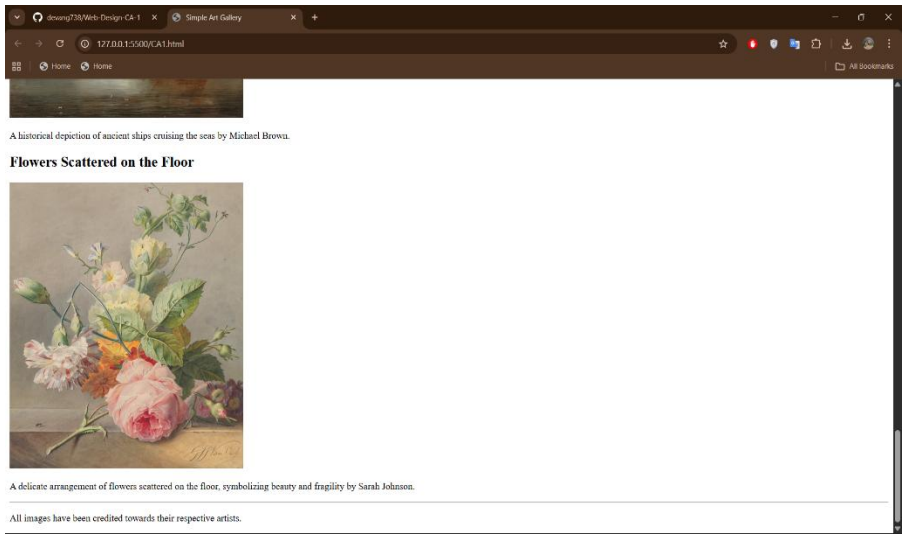 dewang738/Web-Design-CA-1
Simple Art Gallery
127.0.0.1:5500/CA1.html
Home
Home
All Bookmarks
A historical depiction of ancient ships cruising the seas by Michael Brown.
Flowers Scattered on the Floor
A delicate arrangement of flowers scattered on the floor, symbolizing beauty and fragility by Sarah Johnson.
All images have been credited towards their respective artists.